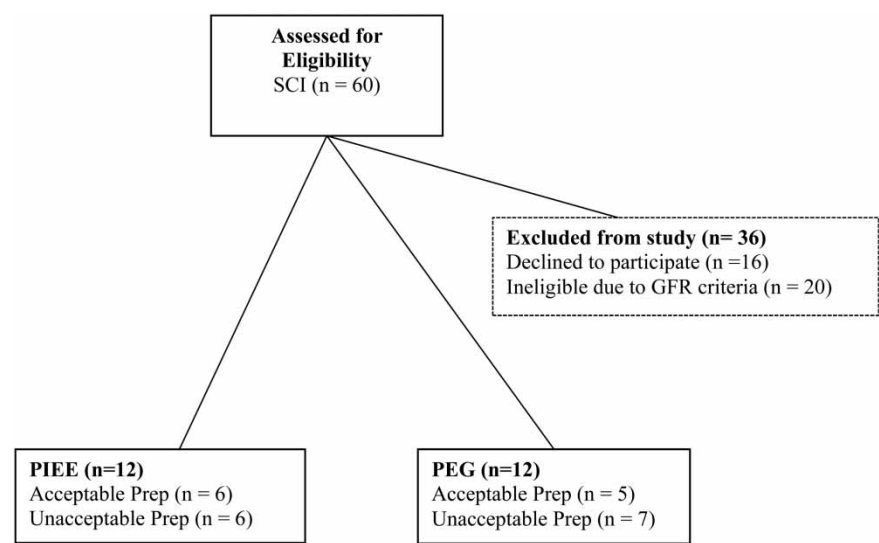 Assessed for
Eligibility
SCI (n = 60)
Excluded from study (n= 36)
Declined to participate (n =16)
Ineligible due to GFR criteria (n = 20)
PIEE (n=12)
Acceptable Prep (n = 6)
Unacceptable Prep (n = 6)
PEG (n=12)
Acceptable Prep (n = 5)
Unacceptable Prep (n = 7)